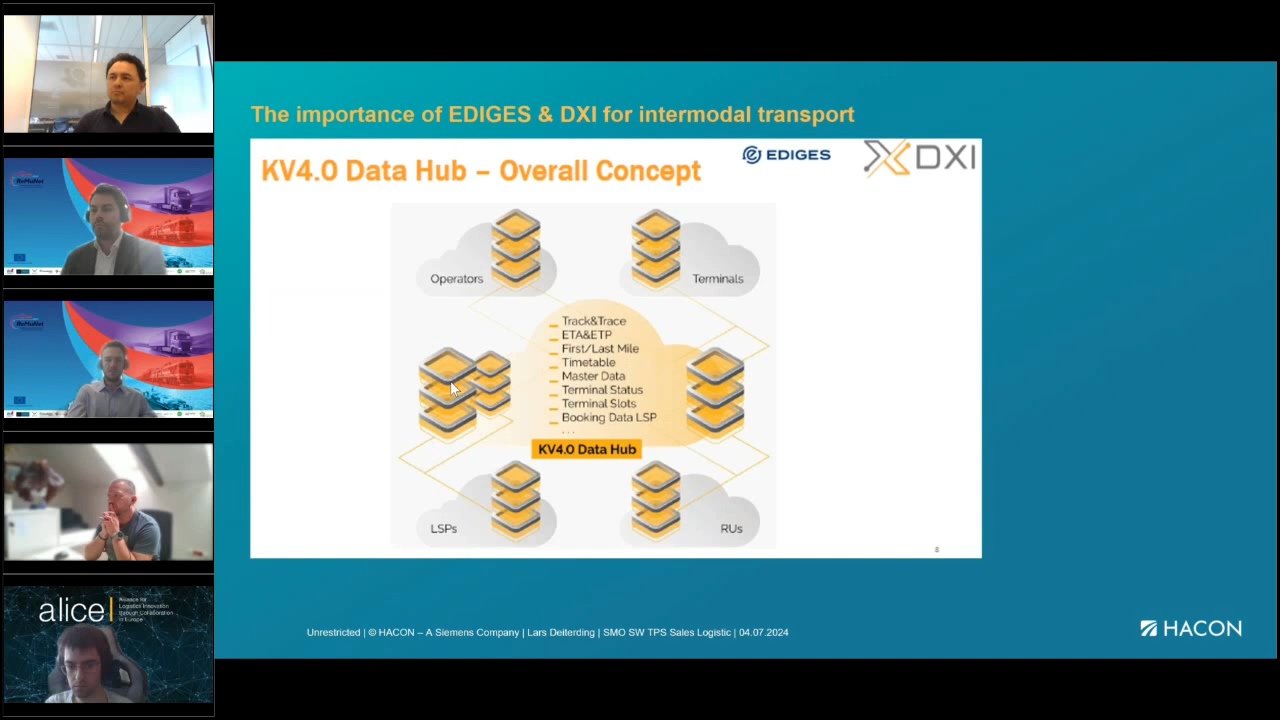 The importance of EDIGES & DXI for intermodal transport
KV4.0 Data Hub – Overall Concept
EDIGES
DXI
Operators
Terminals
Track&Trace
ETA&ETP
First/Last Mile
Timetable
Master Data
Terminal Status
Terminal Slots
Booking Data LSP
...
KV4.0 Data Hub
LSPs
RUs
8
Unrestricted | © HACON – A Siemens Company | Lars Deiterding | SMO SW TPS Sales Logistic | 04.07.2024
HACON
ReMuNet
ReMuNet
alice
Alliance for
Logistics Innovation
through Collaboration
in Europe